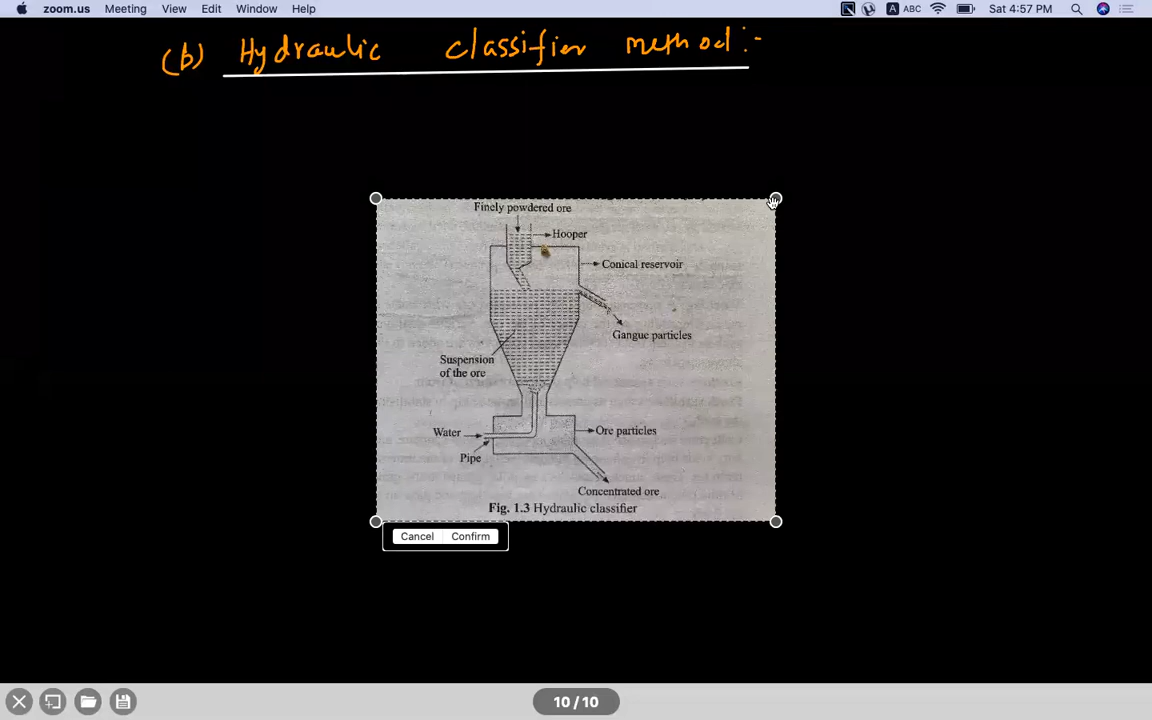 zoom.us Meeting View Edit Window Help
A ABC Sat 4:57 PM
(b) Hydraulic classifier method :-
Finely powdered ore
Hooper
Conical reservoir
Gangue particles
Suspension
of the ore
Water
Ore particles
Pipe
Concentrated ore
Fig. 1.3 Hydraulic classifier
Cancel Confirm
10 / 10